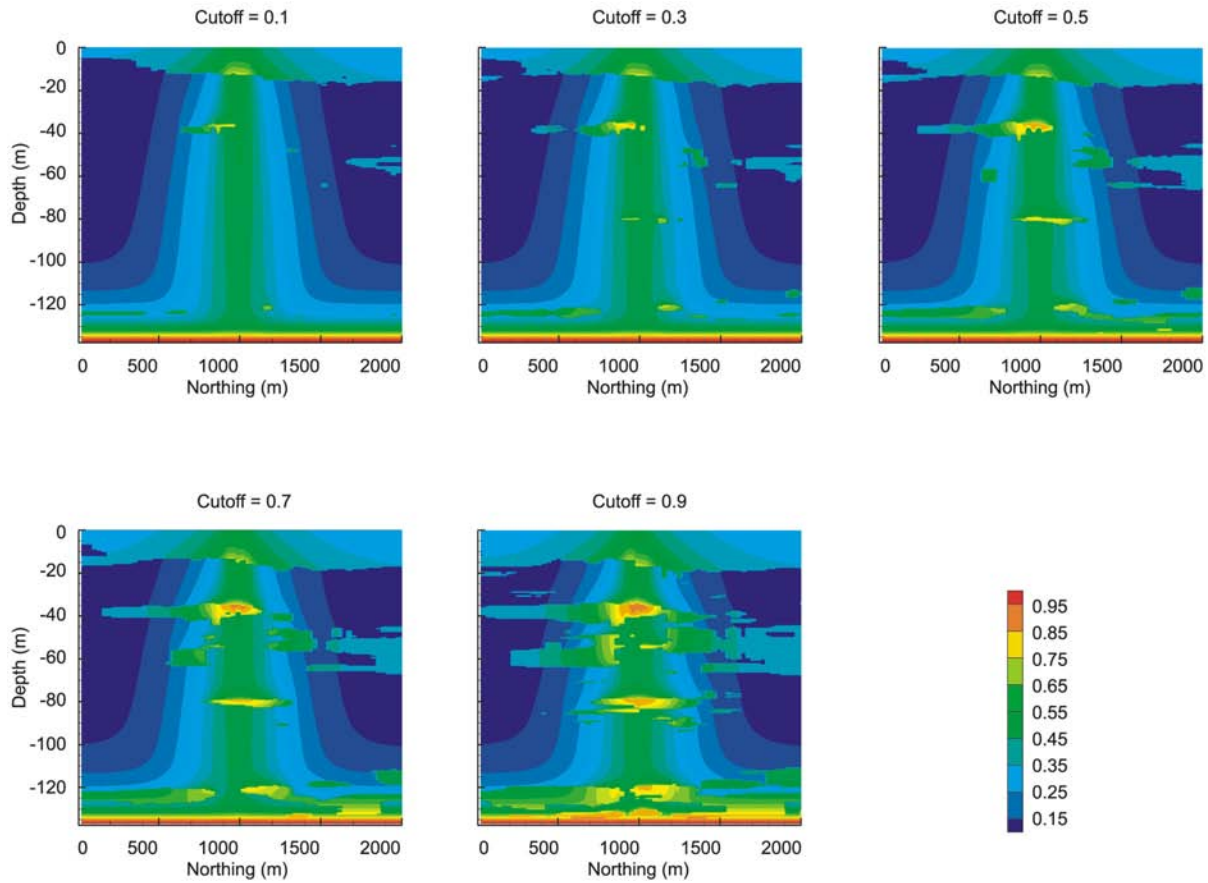 Cutoff = 0.1
Cutoff = 0.3
Cutoff = 0.5
0
-20
-40
-60
-80
-100
-120
Depth (m)
0 500 1000 1500 2000
0 500 1000 1500 2000
0 500 1000 1500 2000
Northing (m)
Northing (m)
Northing (m)
Cutoff = 0.7
Cutoff = 0.9
0
-20
-40
-60
-80
-100
-120
Depth (m)
0 500 1000 1500 2000
0 500 1000 1500 2000
Northing (m)
Northing (m)
0.95
0.85
0.75
0.65
0.55
0.45
0.35
0.25
0.15